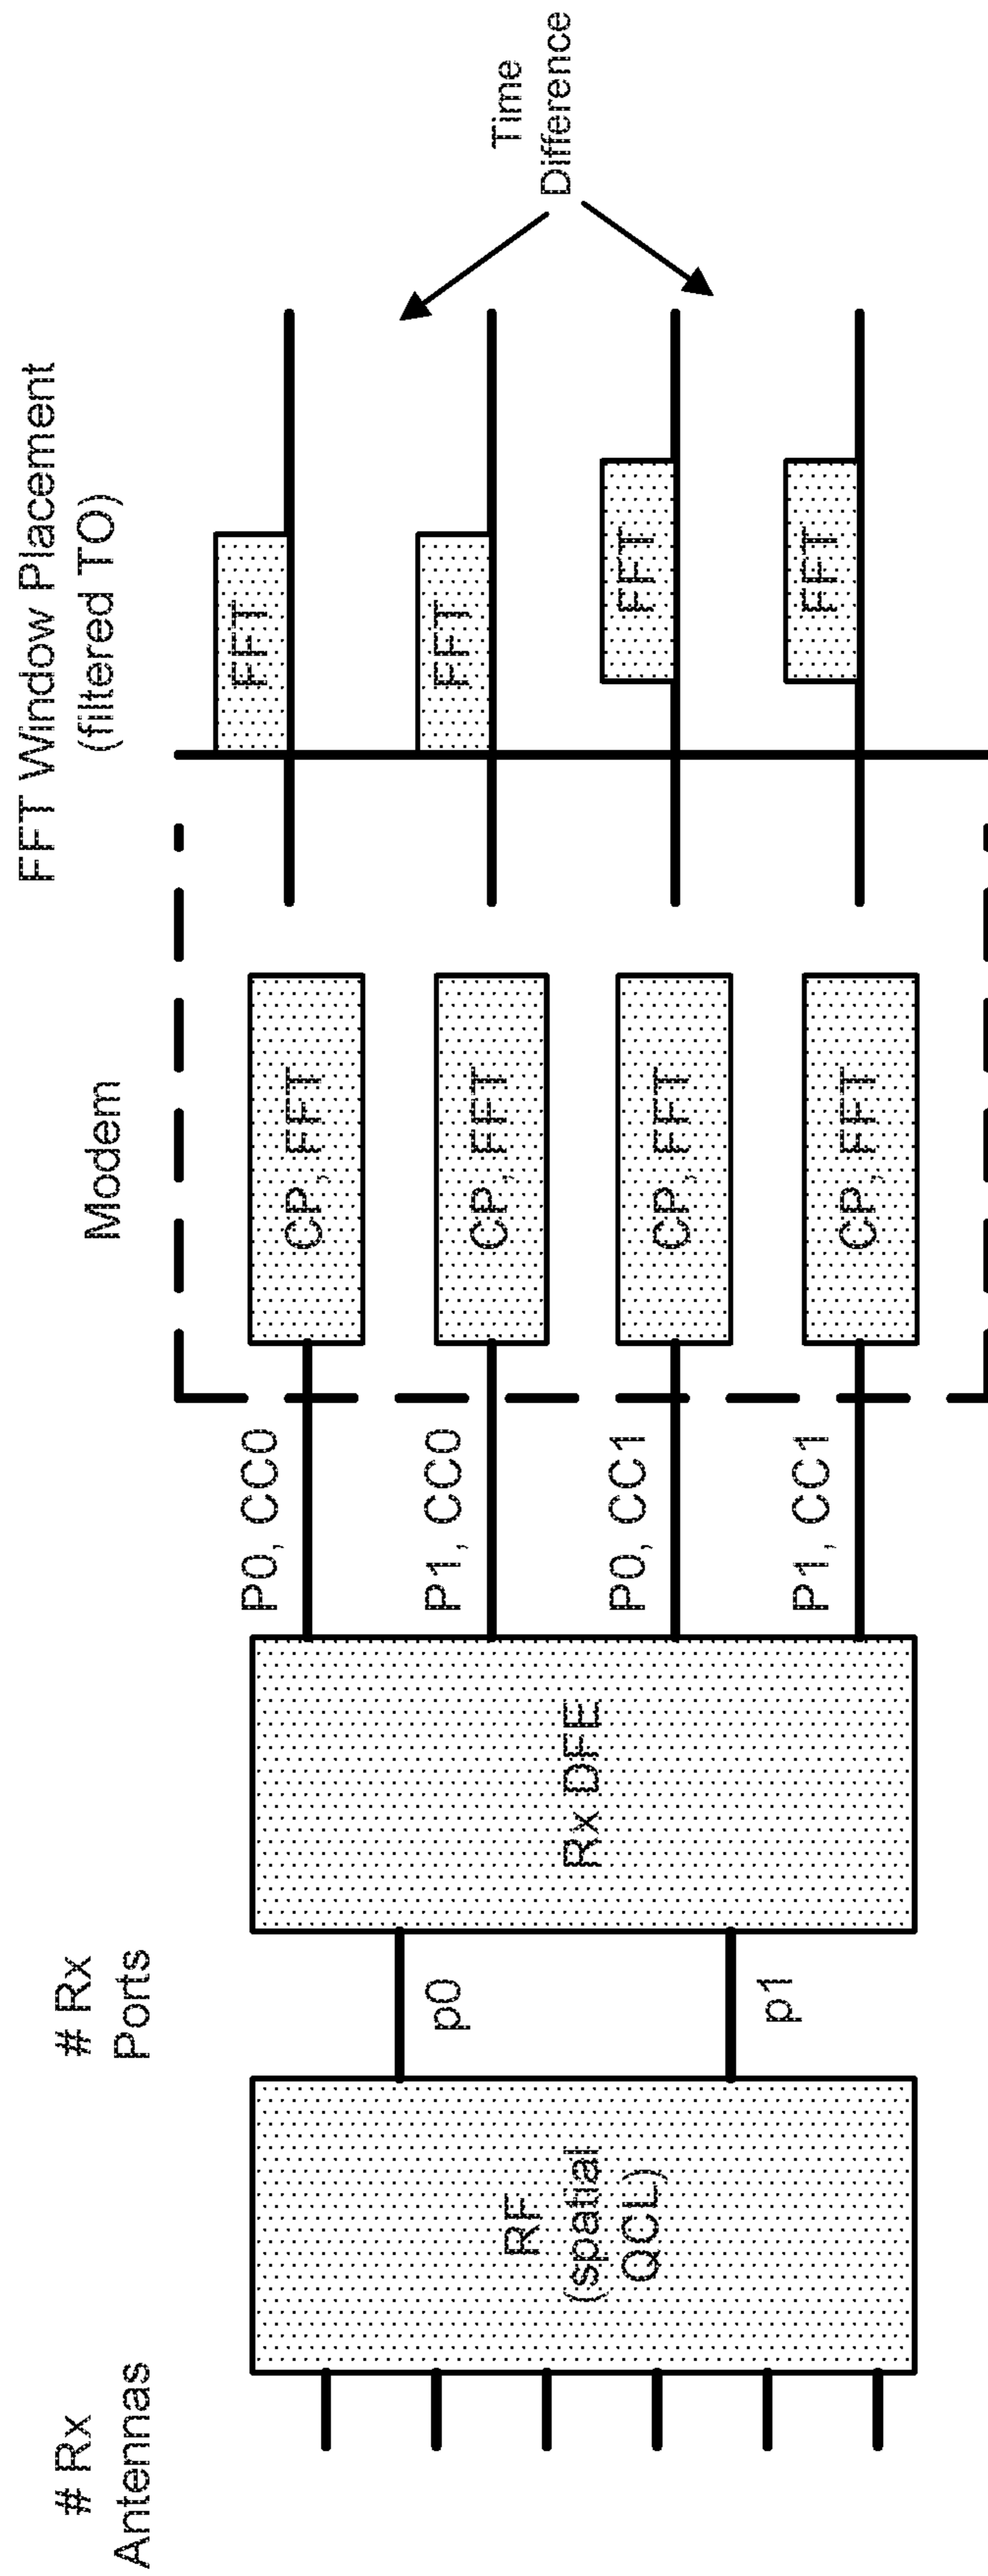 # Rx
Antennas
RF
(spatial
QCL)
# Rx
Ports
p0
p1
Rx DFE
P0, CC0
P1, CC0
P0, CC1
P1, CC1
Modem
CP, FFT
CP, FFT
CP, FFT
CP, FFT
FFT Window Placement
(filtered TO)
FFT
FFT
FFT
FFT
Time
Difference